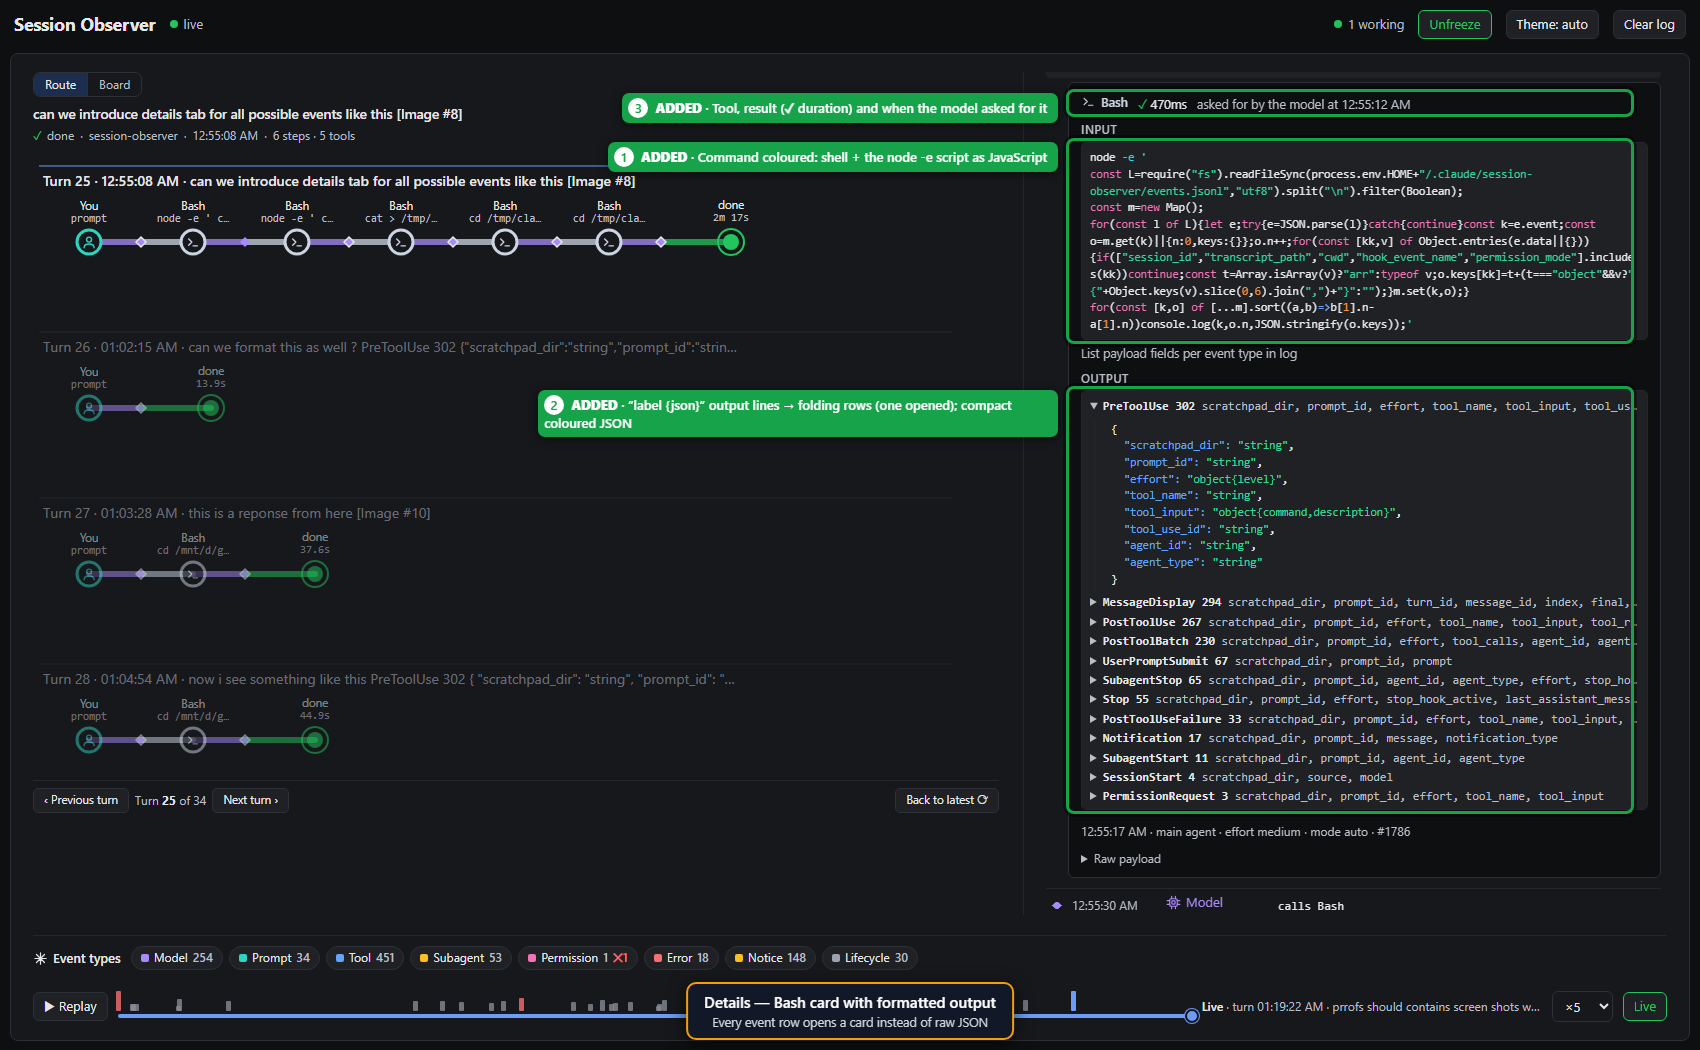 Session Observer
live
1 working
Unfreeze
Theme: auto
Clear log
Route
Board
can we introduce details tab for all possible events like this [Image #8]
✓ done · session-observer · 12:55:08 AM · 6 steps · 5 tools
Turn 25 · 12:55:08 AM · can we introduce details tab for all possible events like this [Image #8]
You
prompt
Bash
node -e ' c…
Bash
node -e ' c…
Bash
cat > /tmp/…
Bash
cd /tmp/cla…
Bash
cd /tmp/cla…
done
2m 17s
Turn 26 · 01:02:15 AM · can we format this as well ? PreToolUse 302 {"scratchpad_dir":"string","prompt_id":"strin…
You
prompt
done
13.9s
Turn 27 · 01:03:28 AM · this is a reponse from here [Image #10]
You
prompt
Bash
cd /mnt/d/g…
done
37.6s
Turn 28 · 01:04:54 AM · now i see something like this PreToolUse 302 { "scratchpad_dir": "string", "prompt_id": "…
You
prompt
Bash
cd /mnt/d/g…
done
44.9s
‹ Previous turn
Turn 25 of 34
Next turn ›
Back to latest ⟳
3 ADDED · Tool, result (✓ duration) and when the model asked for it
1 ADDED · Command coloured: shell + the node -e script as JavaScript
2 ADDED · “label {json}” output lines → folding rows (one opened); compact
coloured JSON
>_ Bash ✓ 470ms asked for by the model at 12:55:12 AM
INPUT
node -e '
const L=require("fs").readFileSync(process.env.HOME+"/.claude/session-
observer/events.jsonl","utf8").split("\n").filter(Boolean);
const m=new Map();
for(const l of L){let e;try{e=JSON.parse(l)}catch{continue}const k=e.event;const
o=m.get(k)||{n:0,keys:{}};o.n++;for(const [kk,v] of Object.entries(e.data||{}))
{if(["session_id","transcript_path","cwd","hook_event_name","permission_mode"].include
s(kk))continue;const t=Array.isArray(v)?"arr":typeof v;o.keys[kk]=t+(t==="object"&&v?"
{"+Object.keys(v).slice(0,6).join(",")+"}":"");}m.set(k,o);}
for(const [k,o] of [...m].sort((a,b)=>b[1].n-
a[1].n))console.log(k,o.n,JSON.stringify(o.keys));'
List payload fields per event type in log
OUTPUT
▼ PreToolUse 302 scratchpad_dir, prompt_id, effort, tool_name, tool_input, tool_us…
{
"scratchpad_dir": "string",
"prompt_id": "string",
"effort": "object{level}",
"tool_name": "string",
"tool_input": "object{command,description}",
"tool_use_id": "string",
"agent_id": "string",
"agent_type": "string"
}
▶ MessageDisplay 294 scratchpad_dir, prompt_id, turn_id, message_id, index, final,…
▶ PostToolUse 267 scratchpad_dir, prompt_id, effort, tool_name, tool_input, tool_r…
▶ PostToolBatch 230 scratchpad_dir, prompt_id, effort, tool_calls, agent_id, agent…
▶ UserPromptSubmit 67 scratchpad_dir, prompt_id, prompt
▶ SubagentStop 65 scratchpad_dir, prompt_id, agent_id, agent_type, effort, stop_ho…
▶ Stop 55 scratchpad_dir, prompt_id, effort, stop_hook_active, last_assistant_mess…
▶ PostToolUseFailure 33 scratchpad_dir, prompt_id, effort, tool_name, tool_input, …
▶ Notification 17 scratchpad_dir, prompt_id, message, notification_type
▶ SubagentStart 11 scratchpad_dir, prompt_id, agent_id, agent_type
▶ SessionStart 4 scratchpad_dir, source, model
▶ PermissionRequest 3 scratchpad_dir, prompt_id, effort, tool_name, tool_input
12:55:17 AM · main agent · effort medium · mode auto · #1786
▶ Raw payload
12:55:30 AM
Model
calls Bash
Event types
Model 254
Prompt 34
Tool 451
Subagent 53
Permission 1 ✕1
Error 18
Notice 148
Lifecycle 30
▶ Replay
Details — Bash card with formatted output
Every event row opens a card instead of raw JSON
Live · turn 01:19:22 AM · prrofs should contains screen shots w…
×5
Live